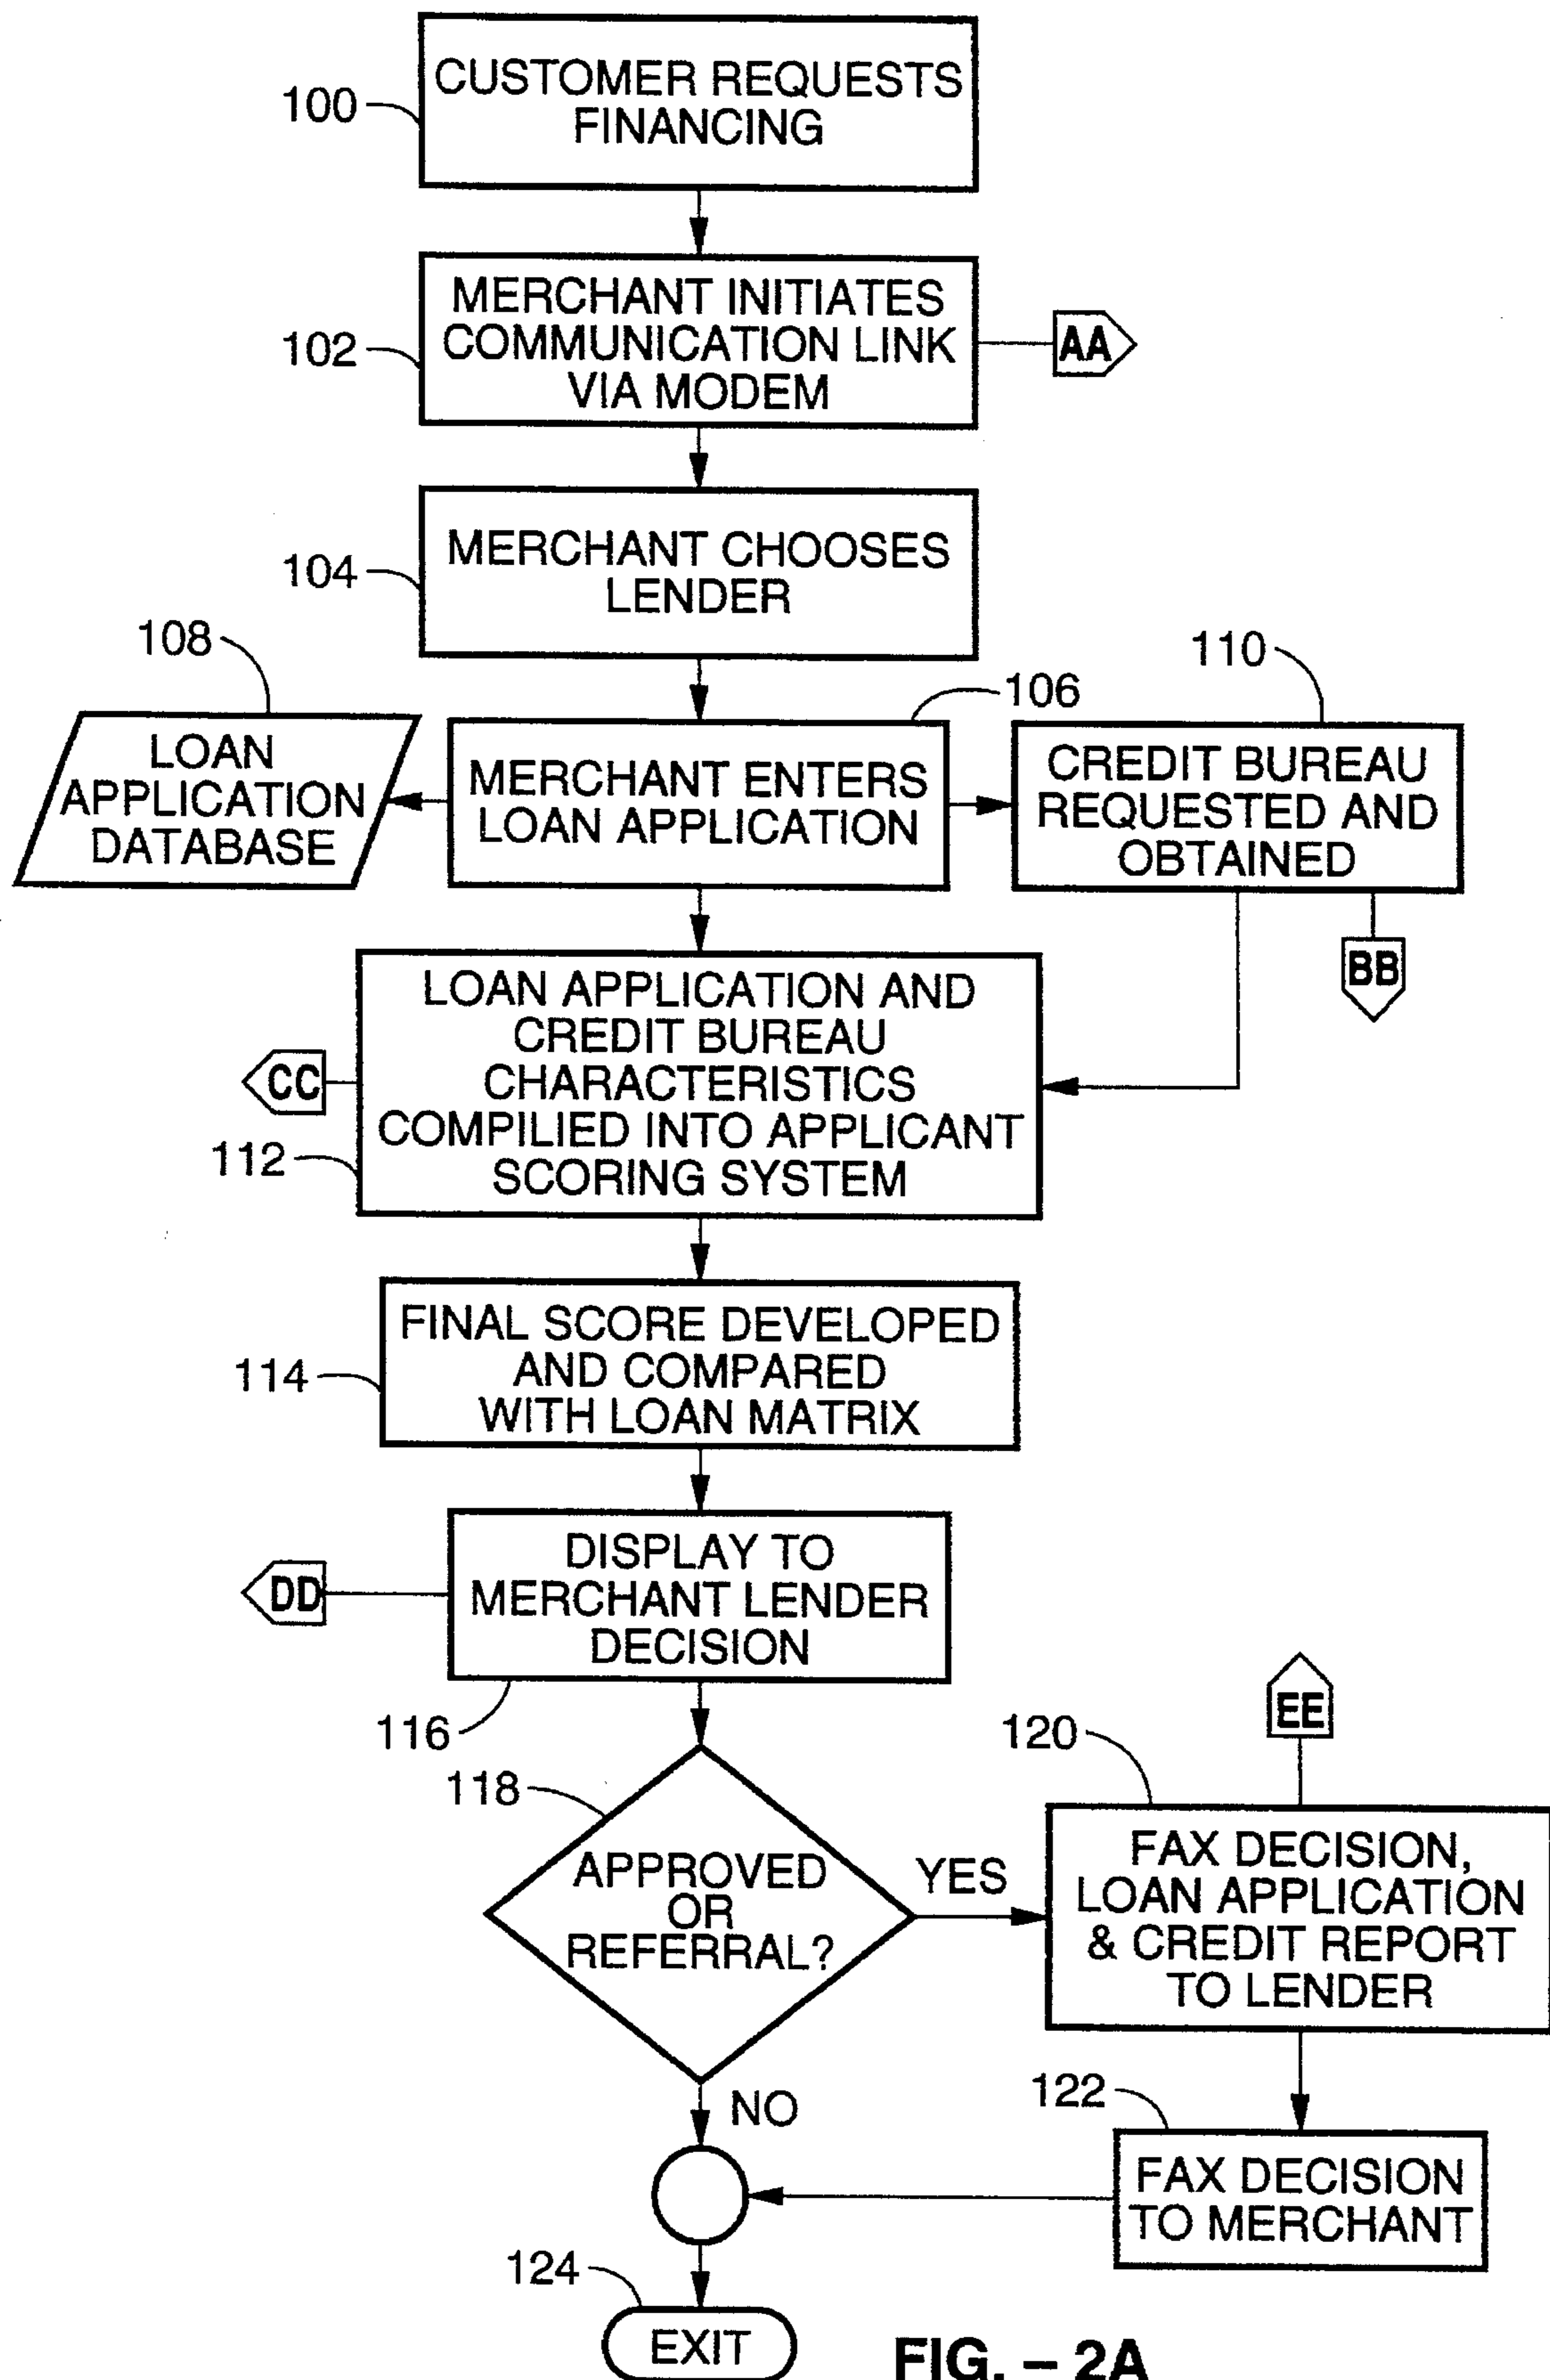 CUSTOMER REQUESTS
FINANCING
100
MERCHANT INITIATES
COMMUNICATION LINK
VIA MODEM
102
AA
MERCHANT CHOOSES
LENDER
104
108
110
106
LOAN
APPLICATION
DATABASE
MERCHANT ENTERS
LOAN APPLICATION
CREDIT BUREAU
REQUESTED AND
OBTAINED
BB
LOAN APPLICATION AND
CREDIT BUREAU
CHARACTERISTICS
COMPILIED INTO APPLICANT
SCORING SYSTEM
CC
112
FINAL SCORE DEVELOPED
AND COMPARED
WITH LOAN MATRIX
114
DISPLAY TO
MERCHANT LENDER
DECISION
DD
116
EE
118
120
APPROVED
OR
REFERRAL?
YES
FAX DECISION,
LOAN APPLICATION
& CREDIT REPORT
TO LENDER
NO
122
FAX DECISION
TO MERCHANT
124
EXIT
FIG. – 2A